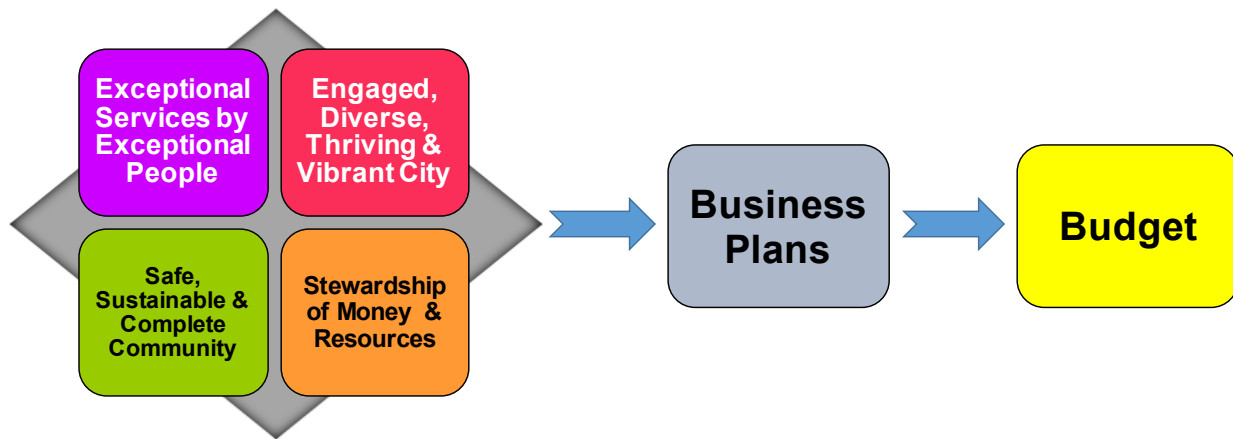 Exceptional
Services by
Exceptional
People
Engaged,
Diverse,
Thriving &
Vibrant City
Safe,
Sustainable &
Complete
Community
Stewardship
of Money &
Resources
Business
Plans
Budget